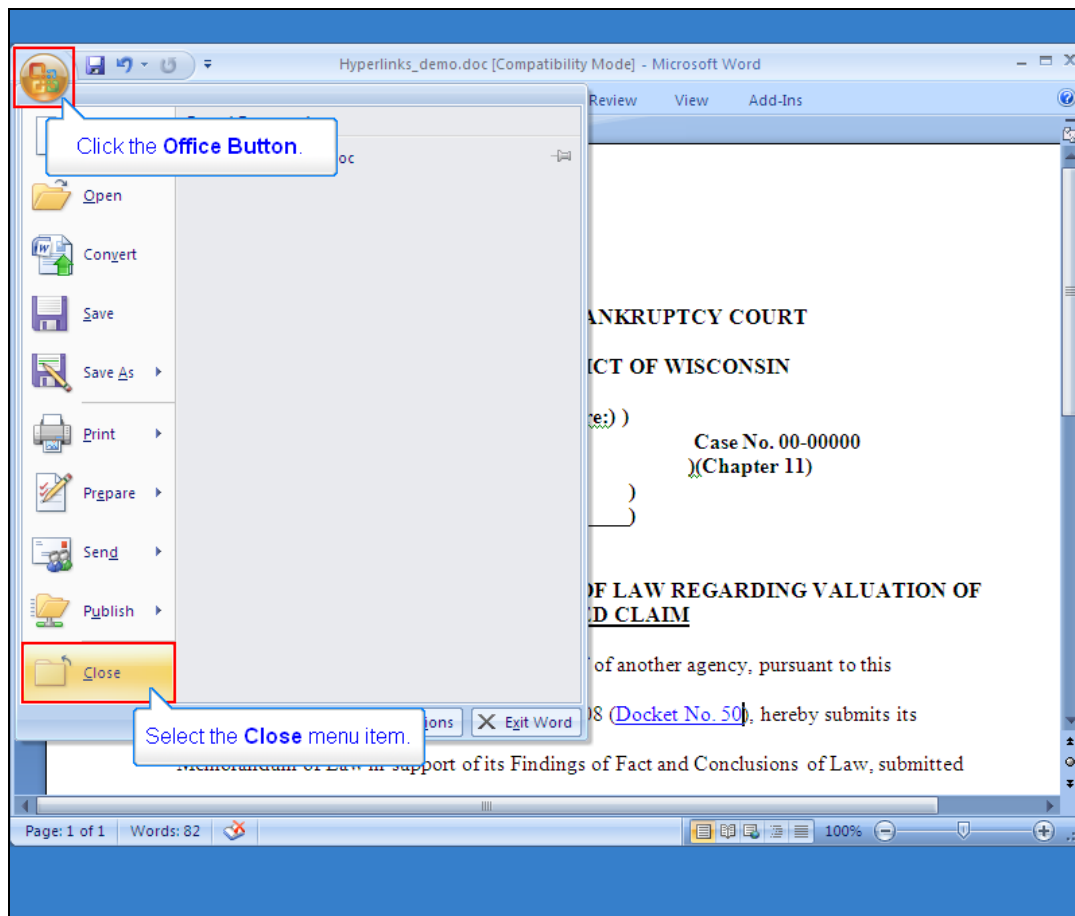 Hyperlinks_demo.doc [Compatibility Mode] - Microsoft Word
Review View Add-Ins
Click the Office Button.
oc
Open
Convert
Save
Save As
Print
Prepare
Send
Publish
Close
Exit Word
Select the Close menu item.
ANKRUPTCY COURT
ICT OF WISCONSIN
re:) )
Case No. 00-00000
)(Chapter 11)
)
)
OF LAW REGARDING VALUATION OF
ED CLAIM
of another agency, pursuant to this
08 (Docket No. 50), hereby submits its
Memorandum of Law in support of its Findings of Fact and Conclusions of Law, submitted
Page: 1 of 1 Words: 82 100%